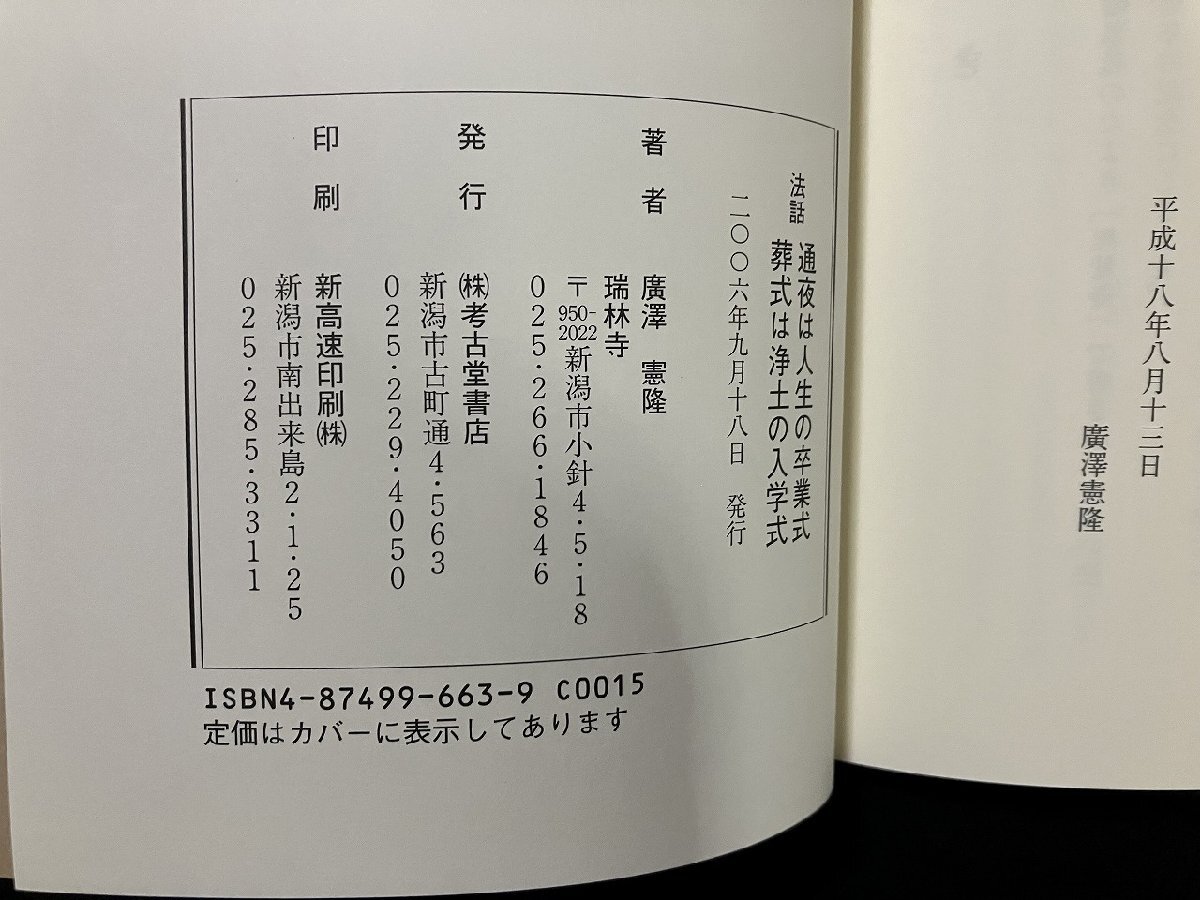 平成十八年八月十三日
廣澤憲隆
法話 通夜は人生の卒業式
葬式は浄土の入学式
二〇〇六年九月十八日 発行
著者 廣澤 憲隆
瑞林寺
〒950-2022 新潟市小針4・5・18
025・266・1846
発行 ㈱考古堂書店
新潟市古町通4・563
025・229・4050
印刷 新高速印刷㈱
新潟市南出来島2・1・25
025・285・3311
ISBN4-87499-663-9 C0015
定価はカバーに表示してあります